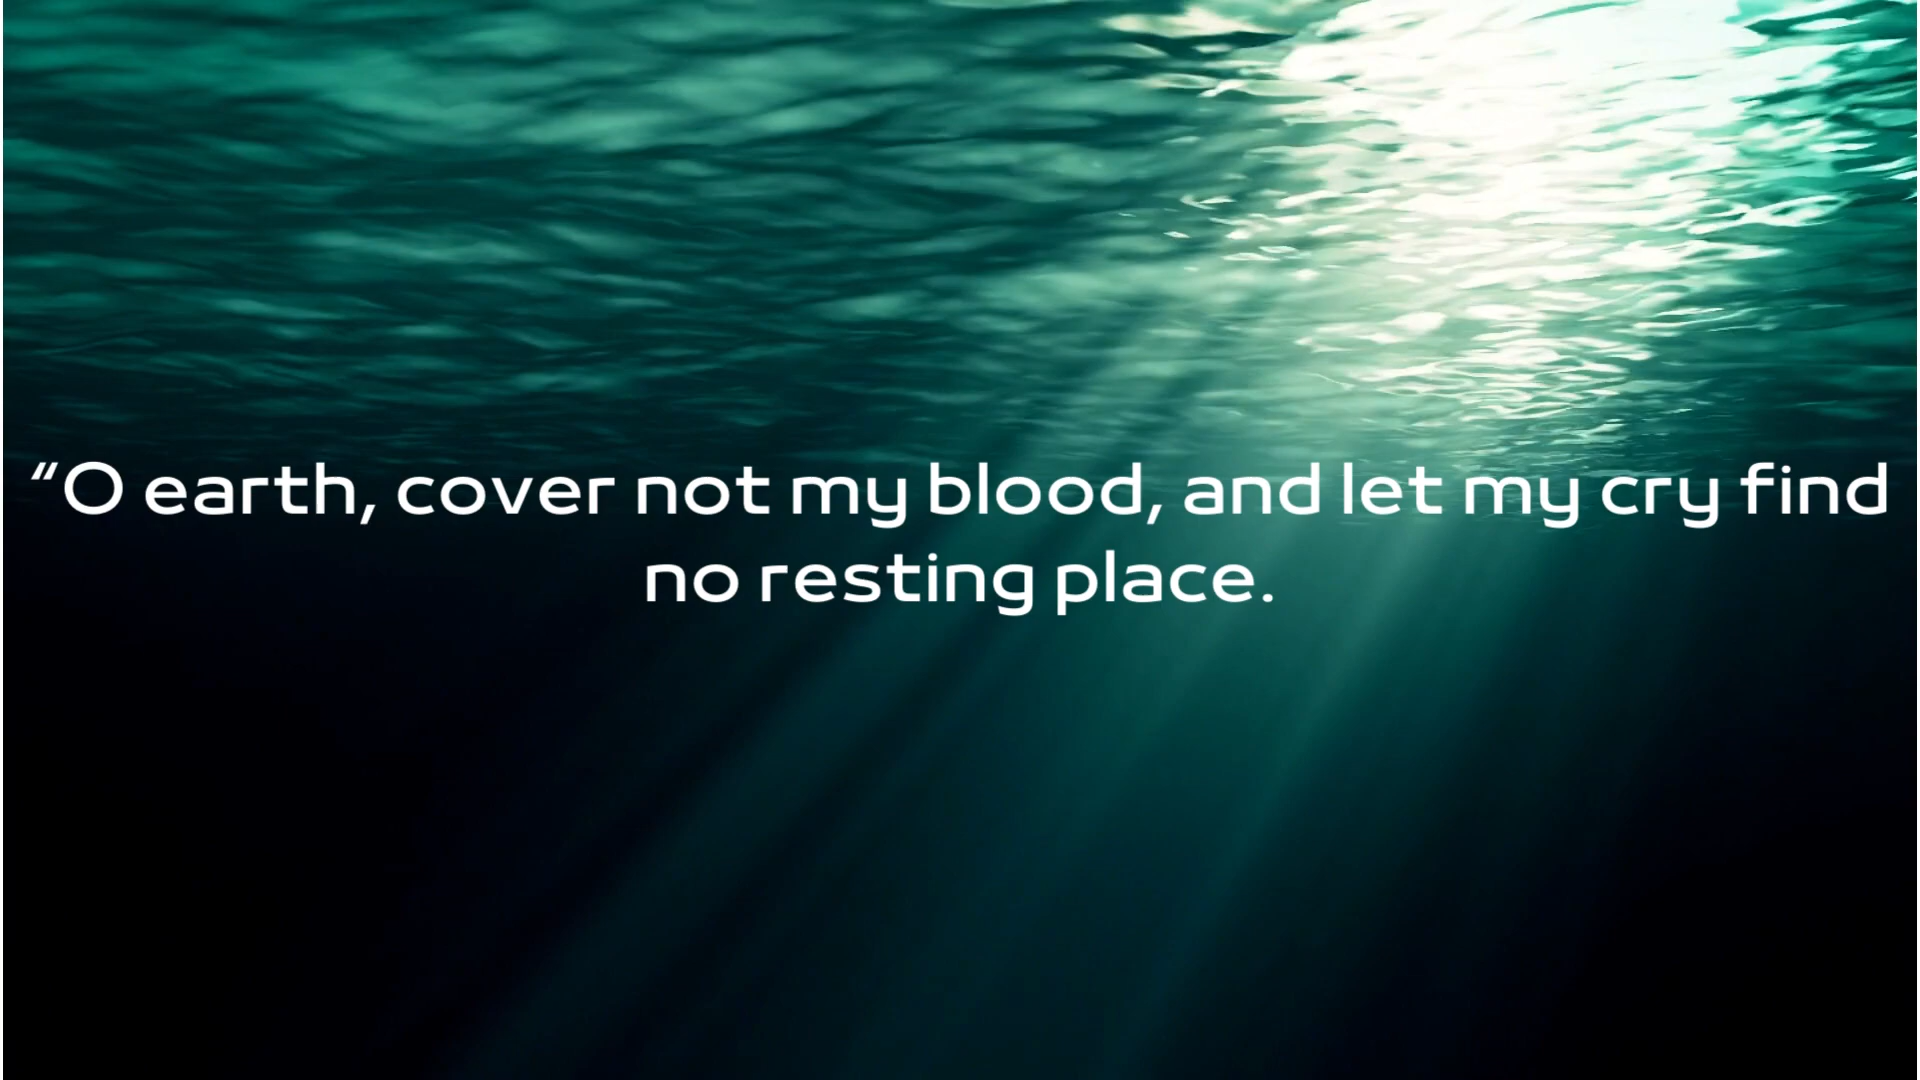 “O earth, cover not my blood, and let my cry find
no resting place.